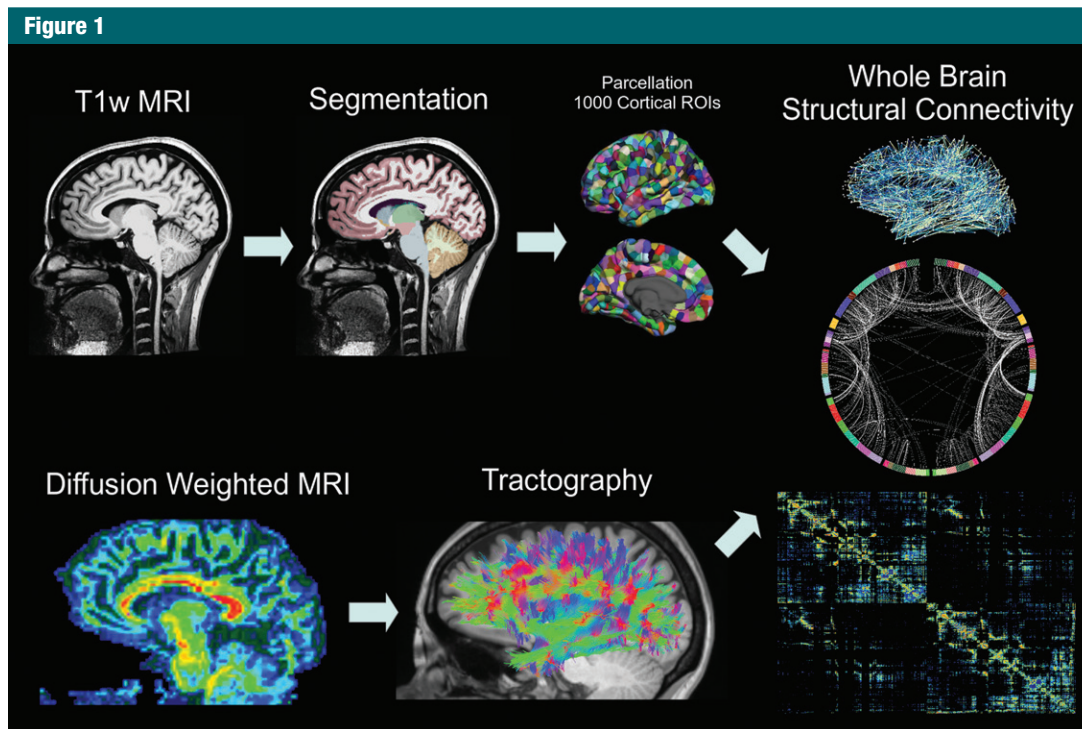 Figure 1
T1w MRI
Segmentation
Parcellation
1000 Cortical ROIs
Whole Brain
Structural Connectivity
Diffusion Weighted MRI
Tractography